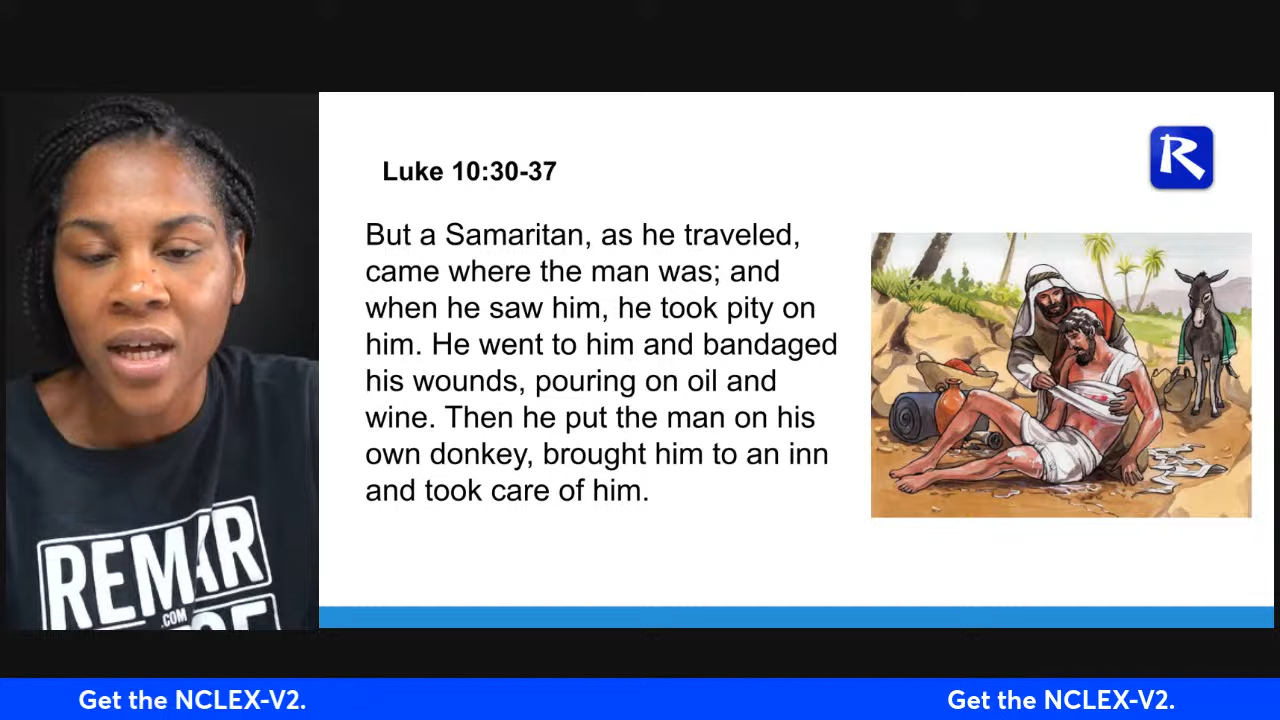 Luke 10:30-37
R
But a Samaritan, as he traveled,
came where the man was; and
when he saw him, he took pity on
him. He went to him and bandaged
his wounds, pouring on oil and
wine. Then he put the man on his
own donkey, brought him to an inn
and took care of him.
REMAR
.COM
Get the NCLEX-V2.
Get the NCLEX-V2.